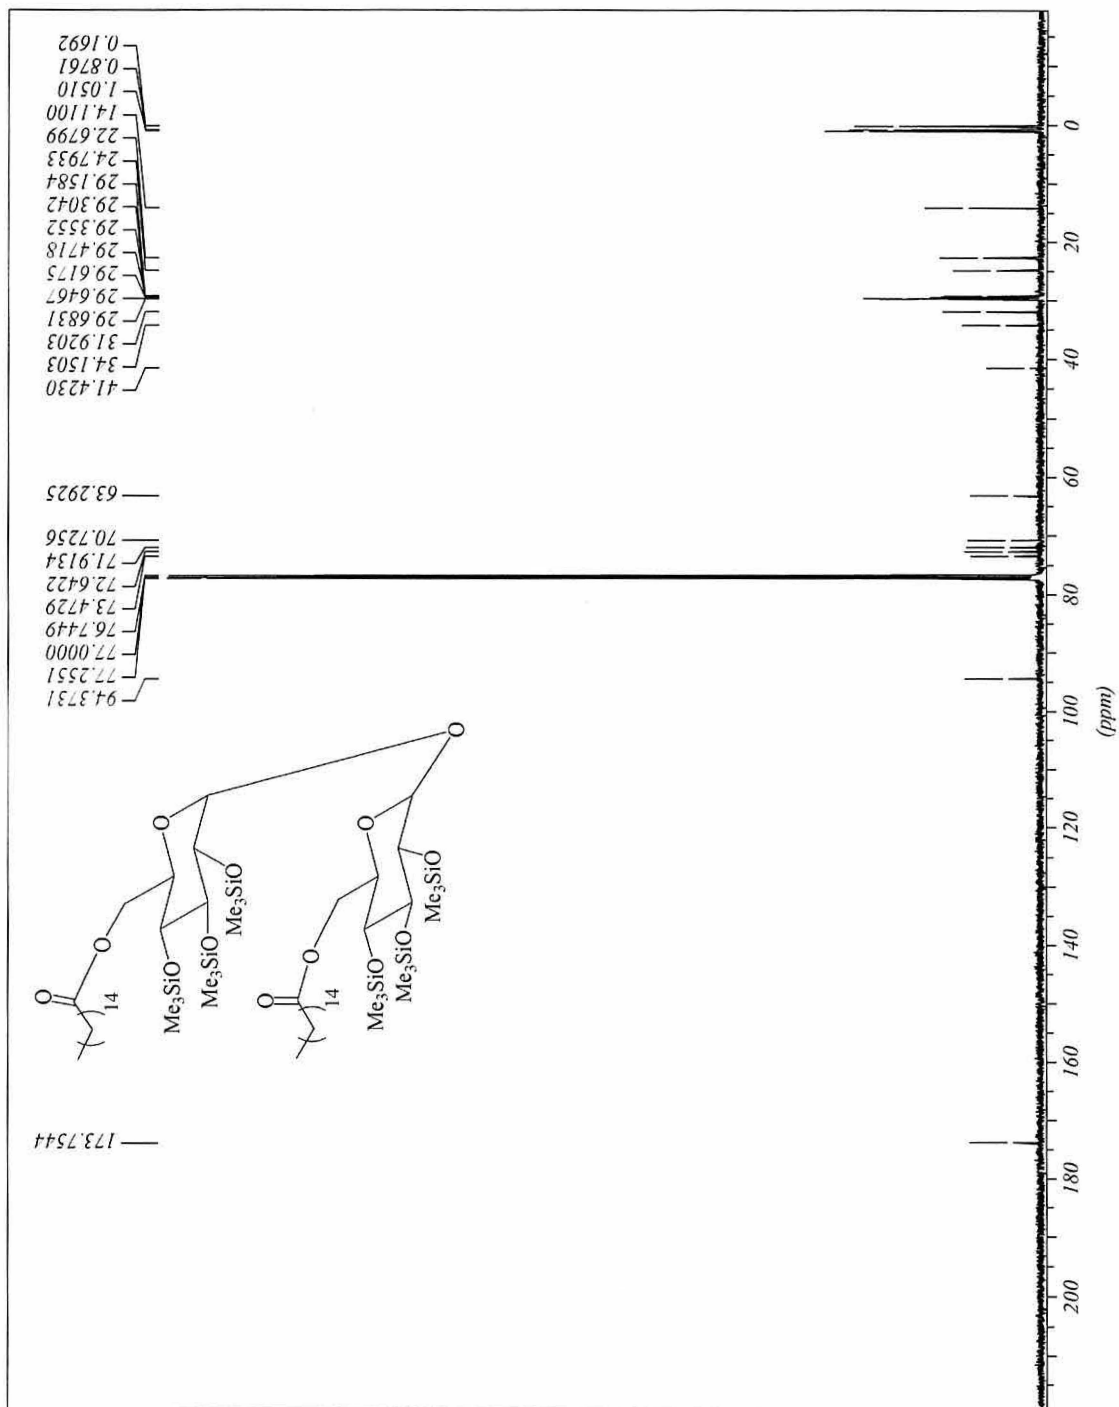 0.1692
0.8761
1.0510
14.1100
22.6799
24.7933
29.1584
29.3042
29.3552
29.4718
29.6175
29.6467
29.6831
31.9203
34.1503
41.4230
63.2925
70.7256
71.9134
72.6422
73.4729
76.7449
77.0000
77.2551
94.3731
173.7544
O
O
O
Me3SiO
Me3SiO
Me3SiO
O
O
14
O
Me3SiO
Me3SiO
Me3SiO
O
O
14
0
20
40
60
80
100
120
140
160
180
200
(ppm)